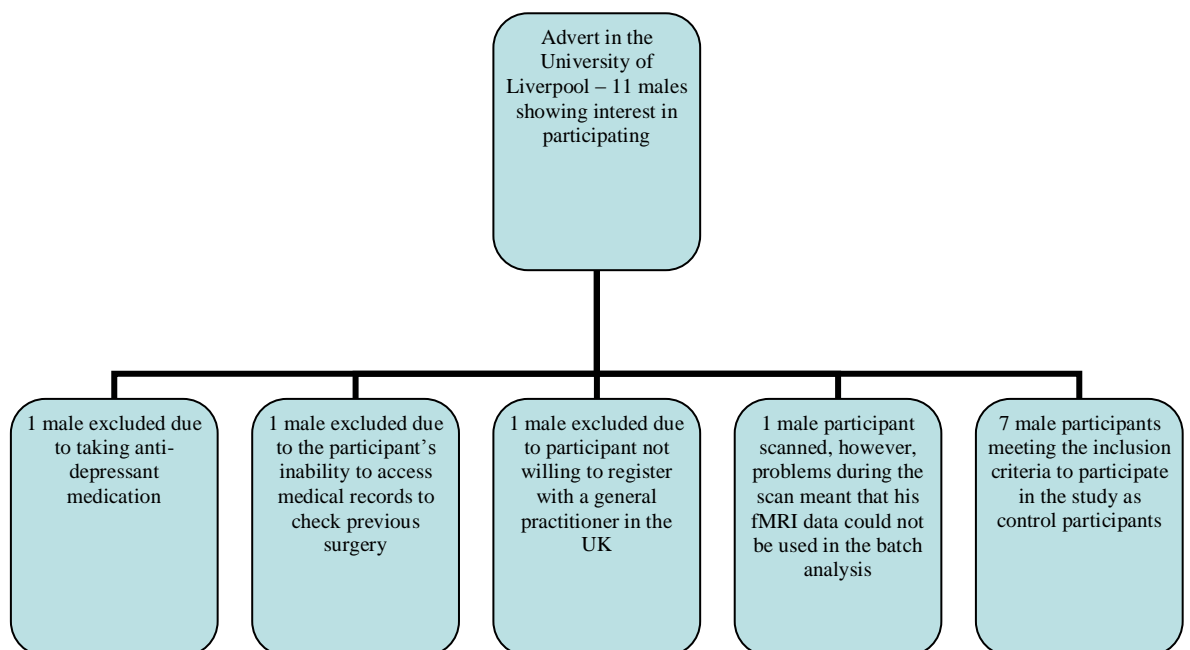 Advert in the
University of
Liverpool – 11 males
showing interest in
participating
1 male excluded due
to taking anti-
depressant
medication
1 male excluded due
to the participant’s
inability to access
medical records to
check previous
surgery
1 male excluded due
to participant not
willing to register
with a general
practitioner in the
UK
1 male participant
scanned, however,
problems during the
scan meant that his
fMRI data could not
be used in the batch
analysis
7 male participants
meeting the inclusion
criteria to participate
in the study as
control participants